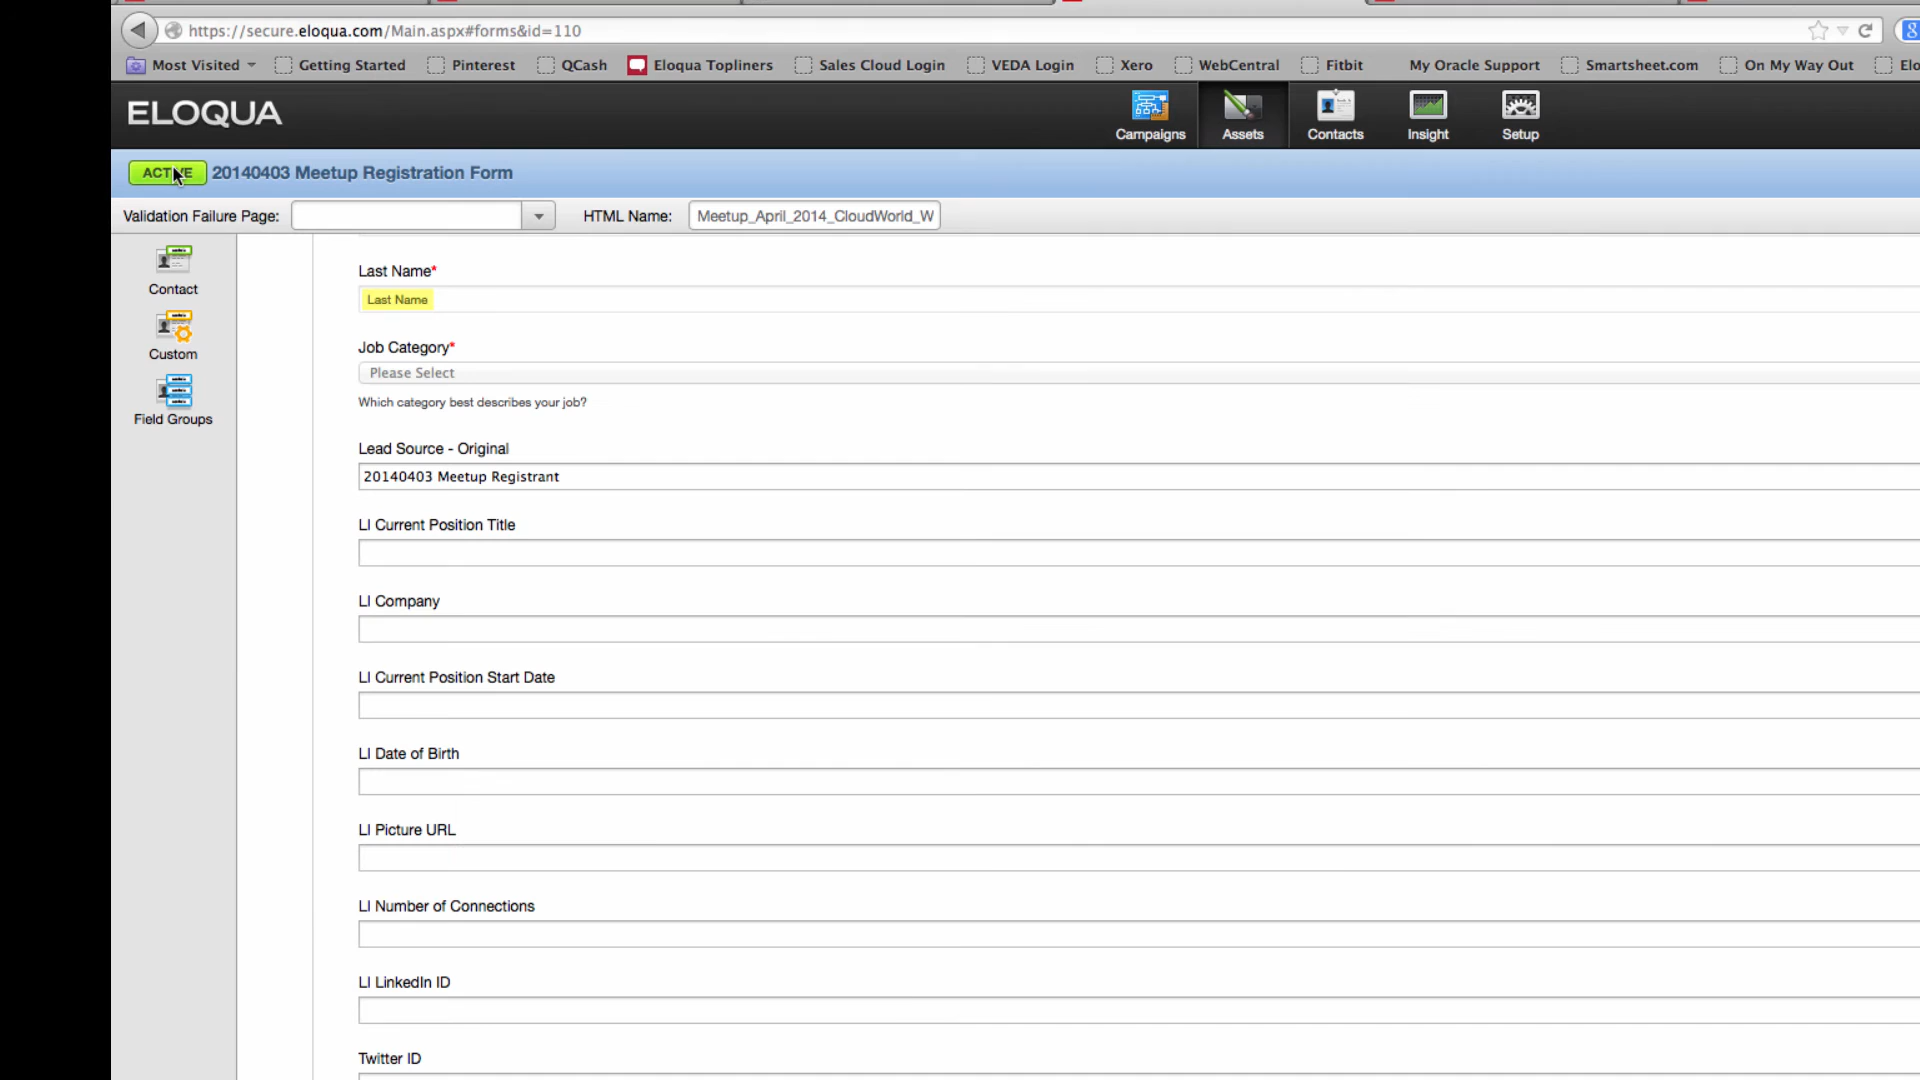 https://secure.eloqua.com/Main.aspx#forms&id=110
Most Visited Getting Started Pinterest QCash Eloqua Topliners Sales Cloud Login VEDA Login Xero WebCentral Fitbit My Oracle Support Smartsheet.com On My Way Out Elo
ELOQUA
Campaigns Assets Contacts Insight Setup
ACTIVE 20140403 Meetup Registration Form
Validation Failure Page: HTML Name: Meetup_April_2014_CloudWorld_W
Contact
Custom
Field Groups
Last Name*
Last Name
Job Category*
Please Select
Which category best describes your job?
Lead Source - Original
20140403 Meetup Registrant
LI Current Position Title
LI Company
LI Current Position Start Date
LI Date of Birth
LI Picture URL
LI Number of Connections
LI LinkedIn ID
Twitter ID